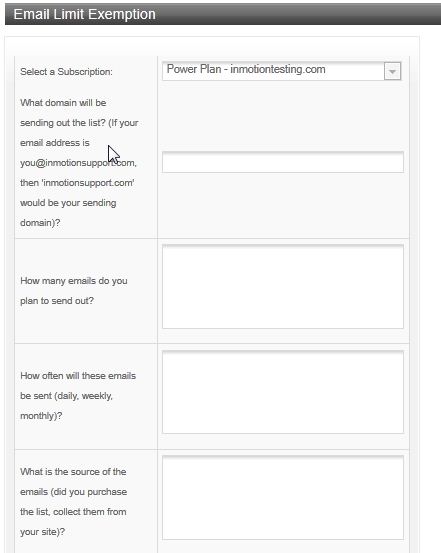 Email Limit Exemption
Select a Subscription:
Power Plan - inmotiontesting.com
What domain will be
sending out the list? (If your
email address is
you@inmotionsupport.com,
then 'inmotionsupport.com'
would be your sending
domain)?
How many emails do you
plan to send out?
How often will these emails
be sent (daily, weekly,
monthly)?
What is the source of the
emails (did you purchase
the list, collect them from
your site)?